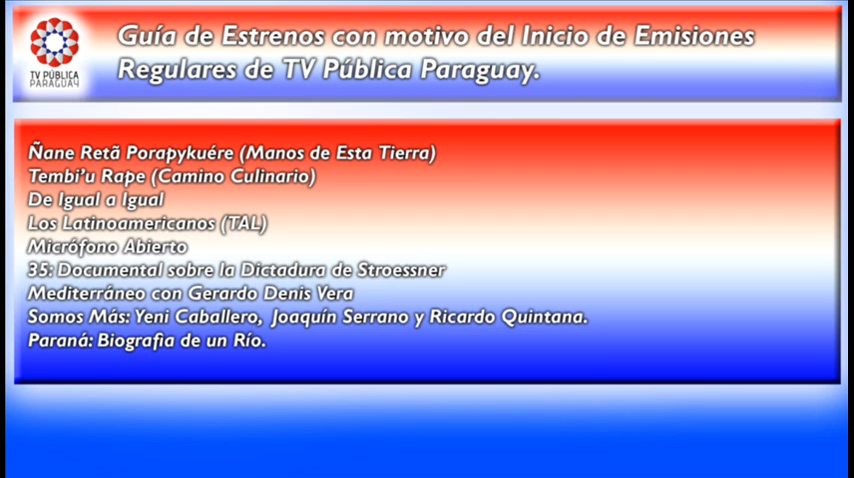 Guía de Estrenos con motivo del Inicio de Emisiones
Regulares de TV Pública Paraguay.
TV PÚBLICA
PARAGUAY
Ñane Retã Porapykuére (Manos de Esta Tierra)
Tembi'u Rape (Camino Culinario)
De Igual a Igual
Los Latinoamericanos (TAL)
Micrófono Abierto
35: Documental sobre la Dictadura de Stroessner
Mediterráneo con Gerardo Denis Vera
Somos Más: Yeni Caballero, Joaquín Serrano y Ricardo Quintana.
Paraná: Biografia de un Río.